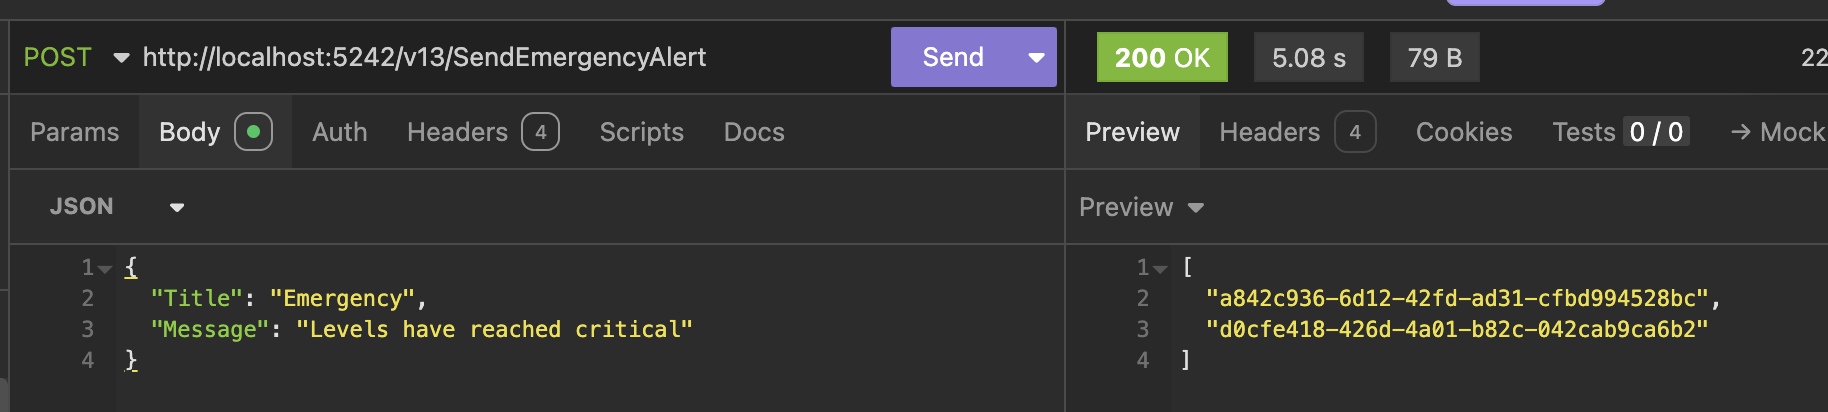 POST http://localhost:5242/v13/SendEmergencyAlert Send
Params Body Auth Headers 4 Scripts Docs
JSON
1 {
2 "Title": "Emergency",
3 "Message": "Levels have reached critical"
4 }
200 OK 5.08 s 79 B 22
Preview Headers 4 Cookies Tests 0 / 0 → Mock
Preview
1 [
2 "a842c936-6d12-42fd-ad31-cfbd994528bc",
3 "d0cfe418-426d-4a01-b82c-042cab9ca6b2"
4 ]